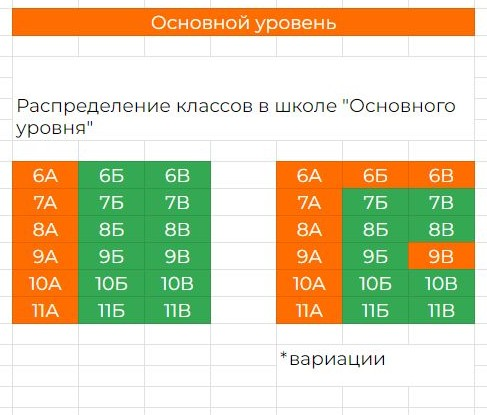 Основной уровень
Распределение классов в школе "Основного
уровня"
6А 6Б 6В 6А 6Б 6В
7А 7Б 7В 7А 7Б 7В
8А 8Б 8В 8А 8Б 8В
9А 9Б 9В 9А 9Б 9В
10А 10Б 10В 10А 10Б 10В
11А 11Б 11В 11А 11Б 11В
*вариации